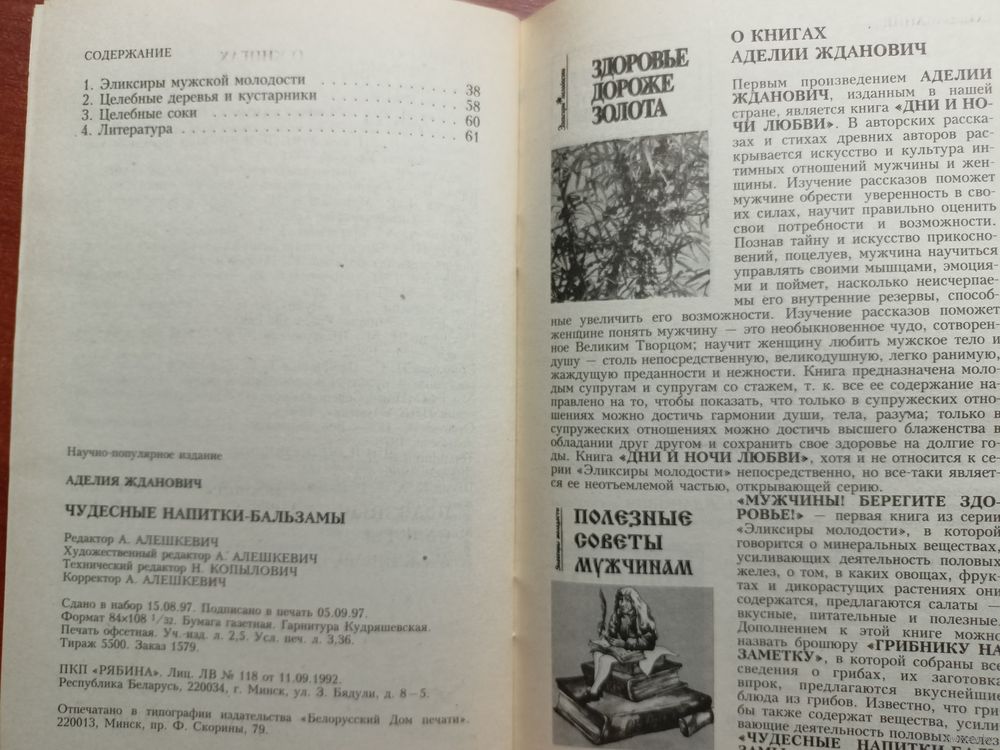 СОДЕРЖАНИЕ
1. Эликсиры мужской молодости . . . . . . . . . . . 38
2. Целебные деревья и кустарники . . . . . . . . . . 58
3. Целебные соки . . . . . . . . . . . . . . . . . . 60
4. Литература . . . . . . . . . . . . . . . . . . . 61
Научно-популярное издание
АДЕЛИЯ ЖДАНОВИЧ
ЧУДЕСНЫЕ НАПИТКИ-БАЛЬЗАМЫ
Редактор А. АЛЕШКЕВИЧ
Художественный редактор А. АЛЕШКЕВИЧ
Технический редактор Н. КОПЫЛОВИЧ
Корректор А. АЛЕШКЕВИЧ
Сдано в набор 15.08.97. Подписано в печать 05.09.97.
Формат 84х108 1/32. Бумага газетная. Гарнитура Кудряшевская.
Печать офсетная. Уч.-изд. л. 2,5. Усл. печ. л. 3,36.
Тираж 5500. Заказ 1579.
ПКП «РЯБИНА». Лиц. ЛВ № 118 от 11.09.1992.
Республика Беларусь, 220034, г. Минск, ул. З. Бядули, д. 8–5.
Отпечатано в типографии издательства «Белорусский Дом печати».
220013, Минск, пр. Ф. Скорины, 79.
ЗДОРОВЬЕ
ДОРОЖЕ
ЗОЛОТА
Эликсиры молодости
О КНИГАХ
АДЕЛИИ ЖДАНОВИЧ
Первым произведением АДЕЛИИ
ЖДАНОВИЧ, изданным в нашей
стране, является книга «ДНИ И НО-
ЧИ ЛЮБВИ». В авторских расска-
зах и стихах древних авторов рас-
крывается искусство и культура ин-
тимных отношений мужчины и жен-
щины. Изучение рассказов поможет
мужчине обрести уверенность в сво-
их силах, научит правильно оценить
свои потребности и возможности.
Познав тайну и искусство прикосно-
вений, поцелуев, мужчина научиться
управлять своими мышцами, эмоция-
ми и поймет, насколько неисчерпае-
мы его внутренние резервы, способ-
ные увеличить его возможности. Изучение рассказов поможет
женщине понять мужчину — это необыкновенное чудо, сотворен-
ное Великим Творцом; научит женщину любить мужское тело и
душу — столь непосредственную, великодушную, легко ранимую,
жаждущую преданности и нежности. Книга предназначена моло-
дым супругам и супругам со стажем, т. к. все ее содержание на-
правлено на то, чтобы показать, что только в супружеских отно-
шениях можно достичь гармонии души, тела, разума; только в
супружеских отношениях можно достичь высшего блаженства в
обладании друг другом и сохранить свое здоровье на долгие го-
ды. Книга «ДНИ И НОЧИ ЛЮБВИ», хотя и не относится к се-
рии «Эликсиры молодости» непосредственно, но все-таки являет-
ся ее неотъемлемой частью, открывающей серию.
Эликсиры молодости
ПОЛЕЗНЫЕ
СОВЕТЫ
МУЖЧИНАМ
«МУЖЧИНЫ! БЕРЕГИТЕ ЗДО-
РОВЬЕ!» — первая книга из серии
«Эликсиры молодости», в которой
говорится о минеральных веществах,
усиливающих деятельность половых
желез, о том, в каких овощах, фрук-
тах и дикорастущих растениях они
содержатся, предлагаются салаты —
вкусные, питательные и полезные.
Дополнением к этой книге можно
назвать брошюру «ГРИБНИКУ НА
ЗАМЕТКУ», в которой собраны все
сведения о грибах, их заготовка
впрок, предлагаются вкуснейшие
блюда из грибов. Известно, что гри
бы также содержат вещества, усили
вающие деятельность половых желез
«ЧУДЕСНЫЕ НАПИТКИ-БАЛЬ